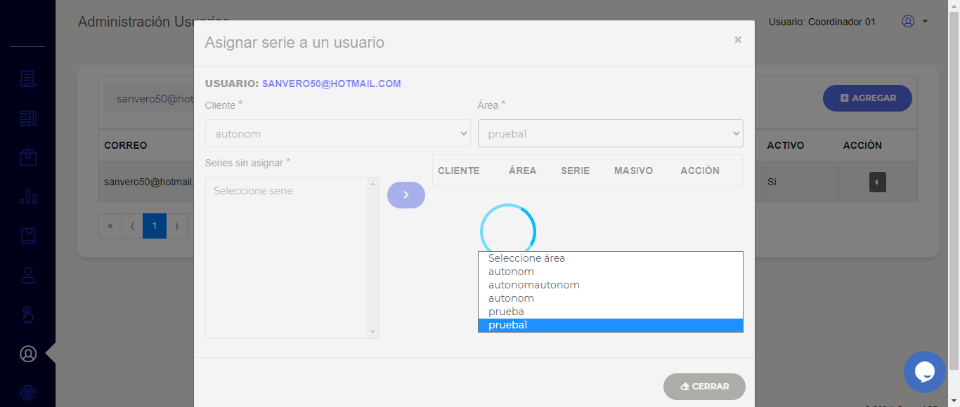 Administración Usuarios
Usuario: Coordinador 01
Asignar serie a un usuario
×
USUARIO: SANVERO50@HOTMAIL.COM
Cliente *
Área *
autonom
prueba1
sanvero50@hot
AGREGAR
CORREO
ACTIVO
ACCIÓN
Series sin asignar *
CLIENTE ÁREA SERIE MASIVO ACCIÓN
sanvero50@hotmail.
Si
Seleccione serie
« ⟨ 1 ⟩
Seleccione área
autonom
autonomautonom
autonom
prueba
prueba1
CERRAR